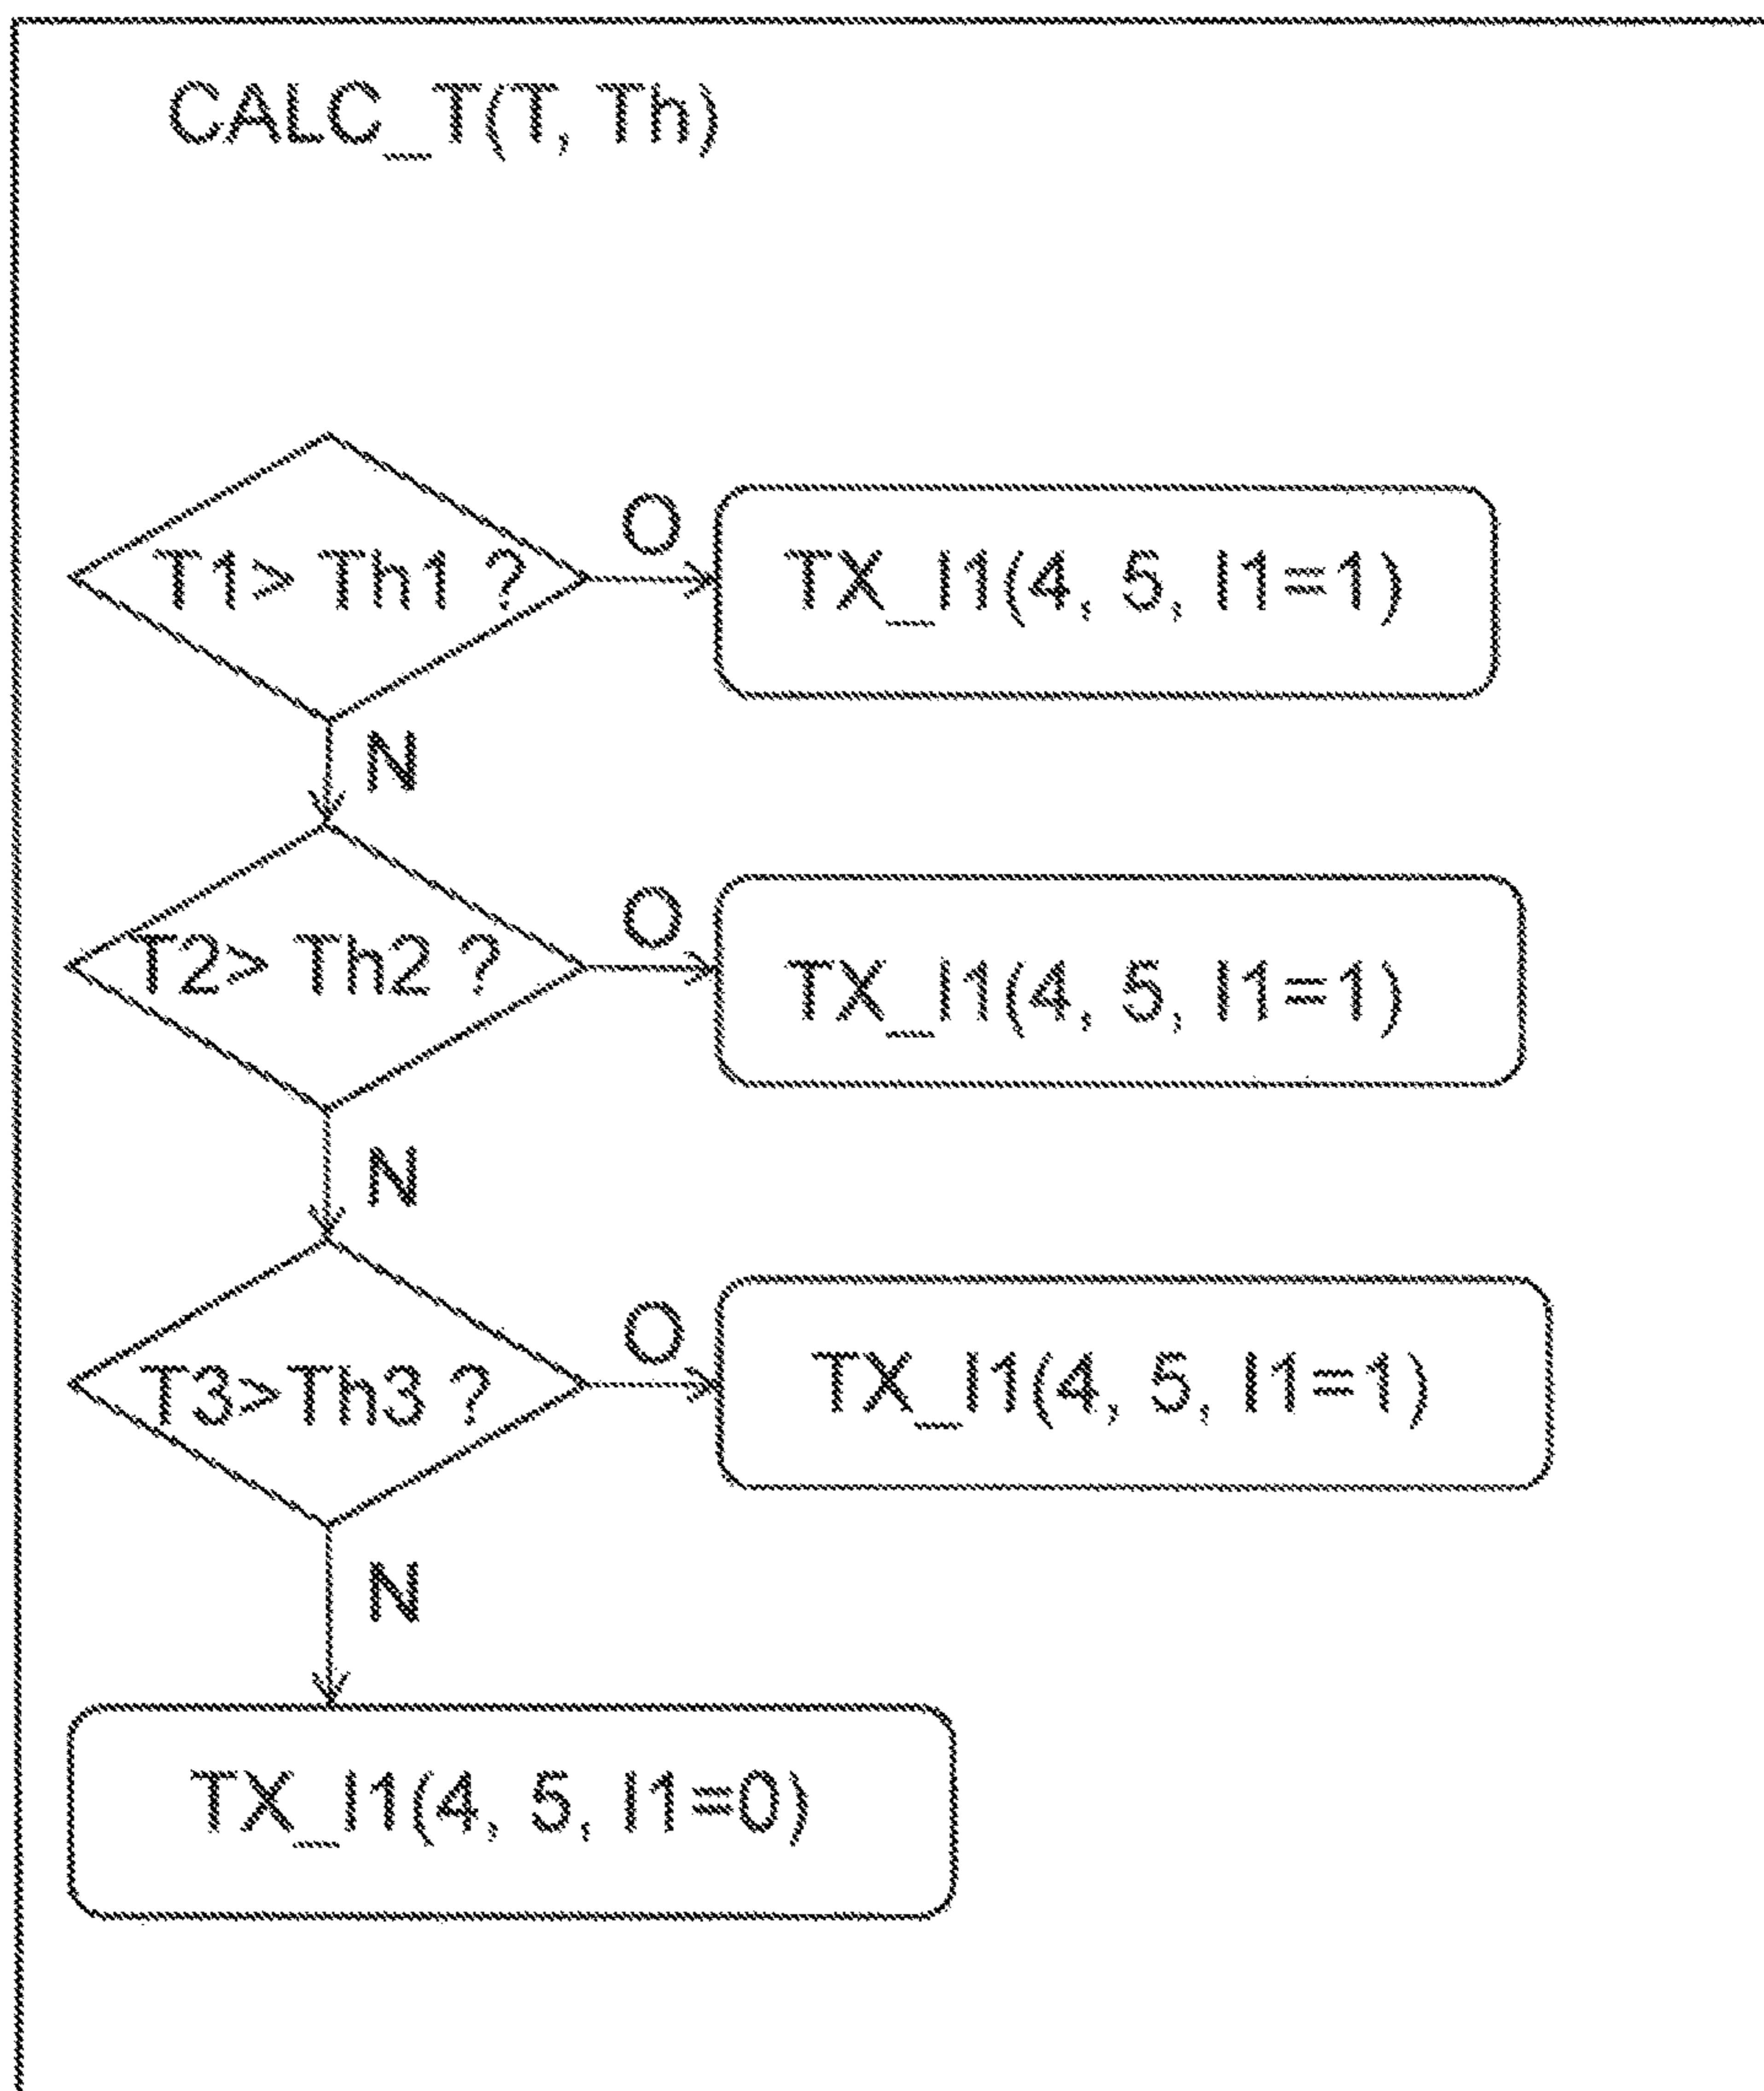 CALC_T(T, Th)
T1> Th1 ?
O
TX_I1(4, 5, I1=1)
N
T2> Th2 ?
O
TX_I1(4, 5, I1=1)
N
T3>Th3 ?
O
TX_I1(4, 5, I1=1)
N
TX_I1(4, 5, I1=0)